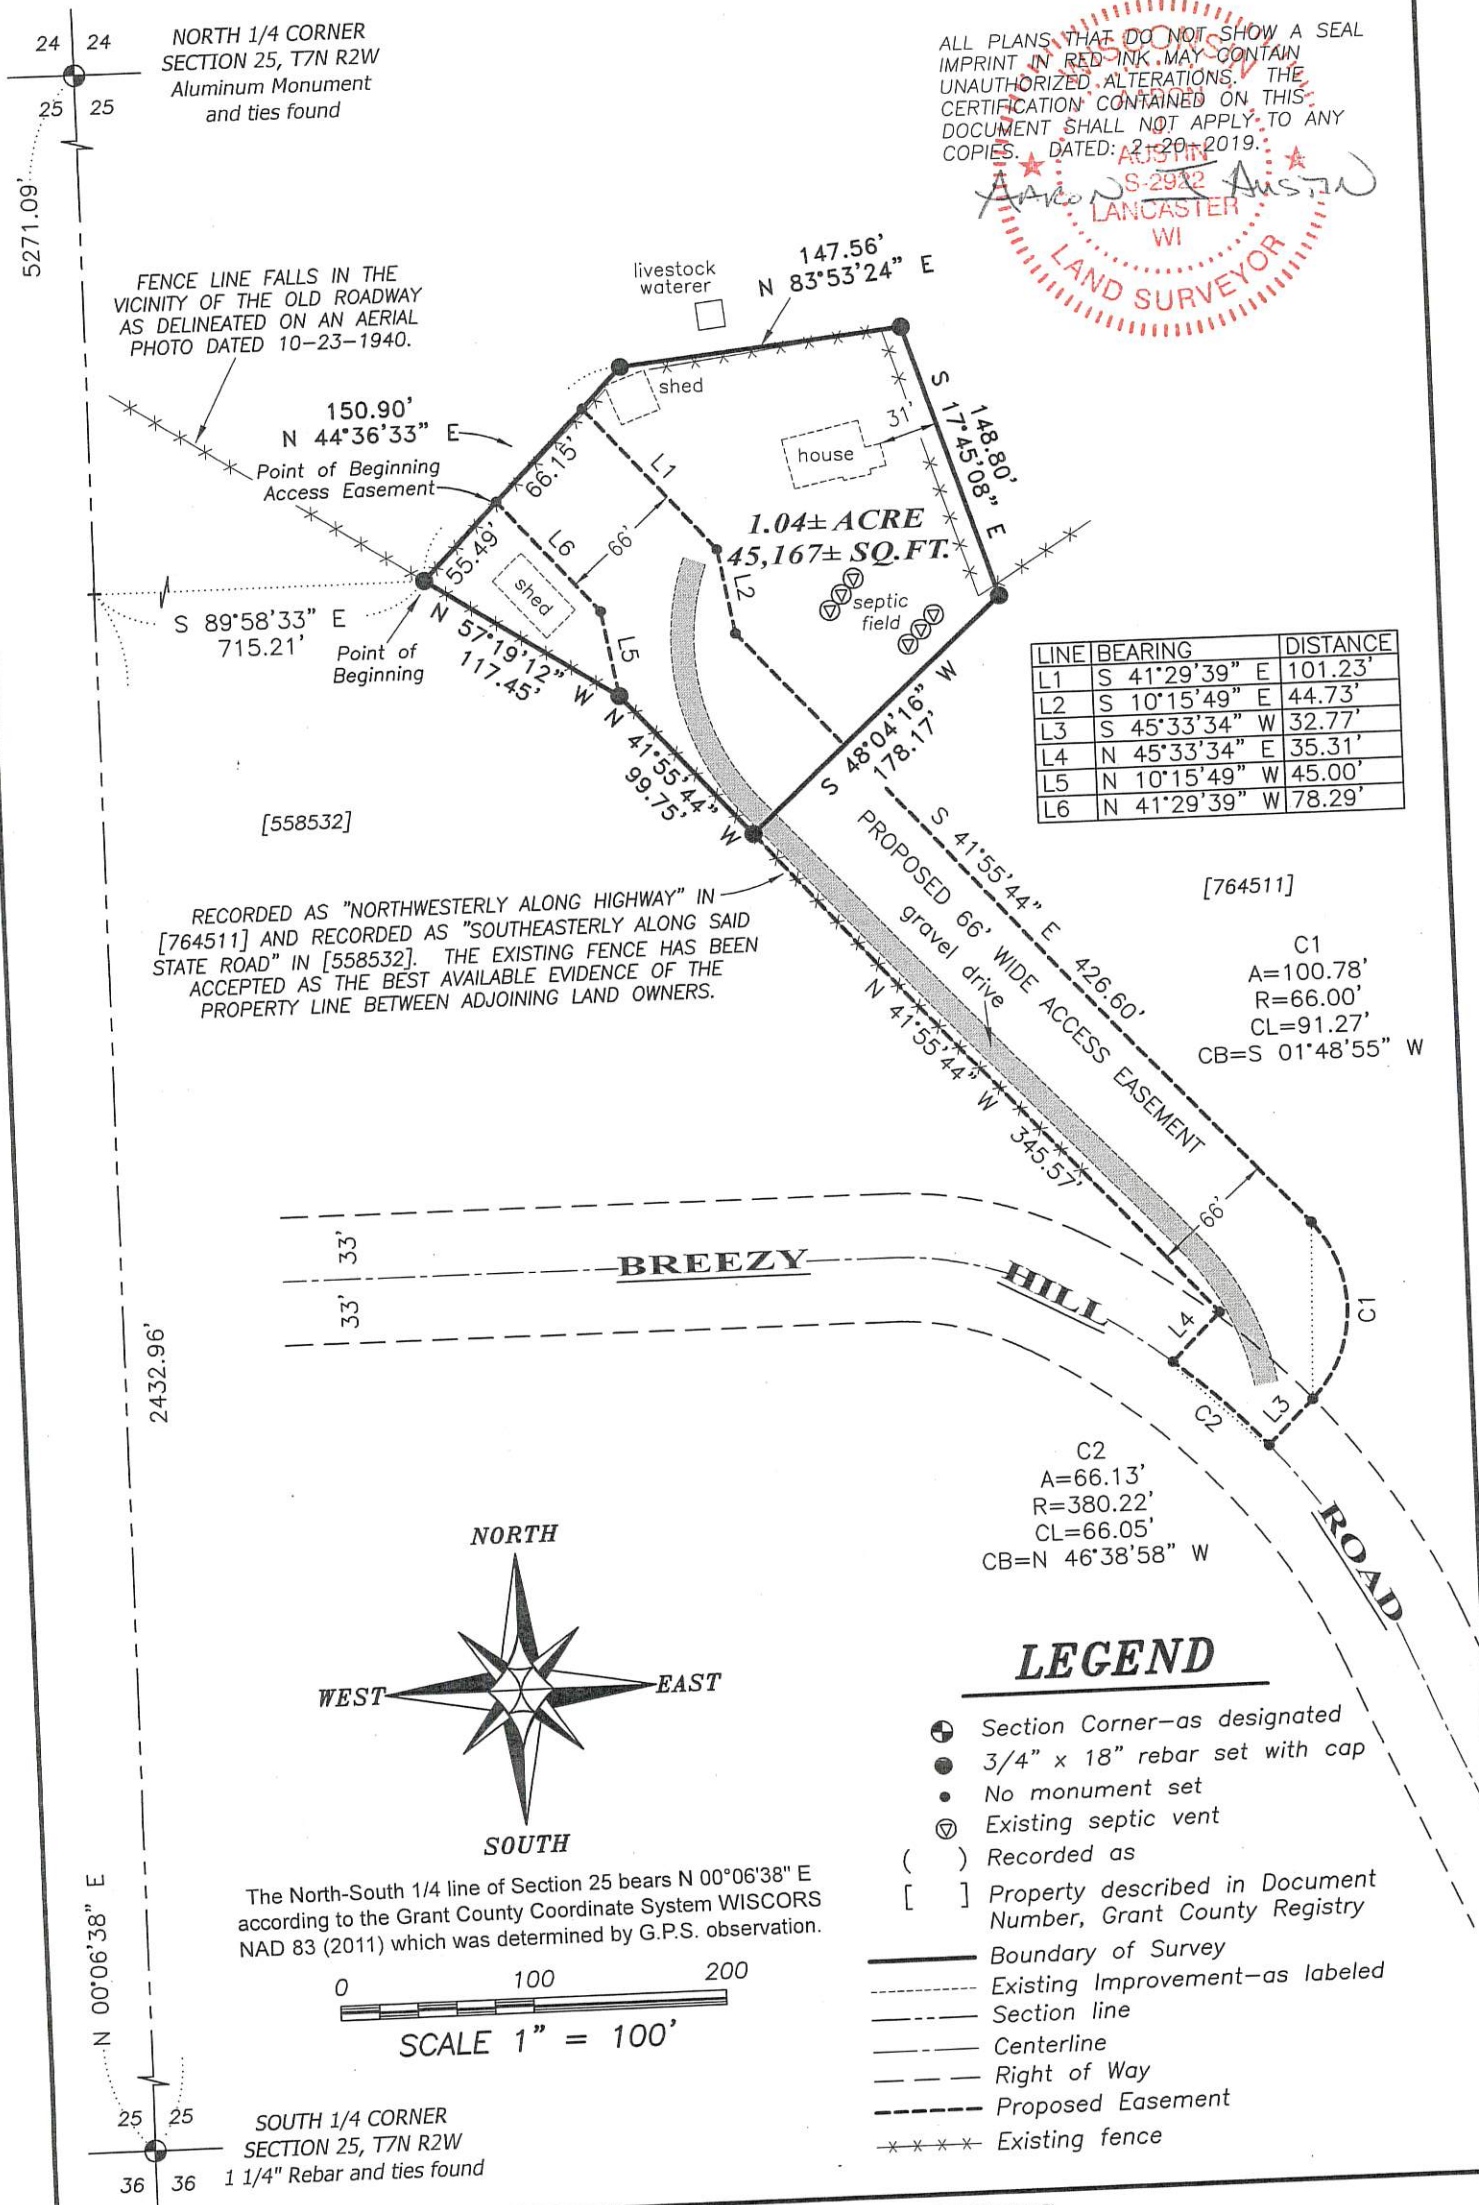 24 24
25 25
NORTH 1/4 CORNER
SECTION 25, T7N R2W
Aluminum Monument
and ties found
ALL PLANS THAT DO NOT SHOW A SEAL
IMPRINT IN RED INK MAY CONTAIN
UNAUTHORIZED ALTERATIONS. THE
CERTIFICATION CONTAINED ON THIS
DOCUMENT SHALL NOT APPLY TO ANY
COPIES. DATED: 2-20-2019.
WISCONSIN
AARON
J.
AUSTIN
S-2922
LANCASTER
WI
LAND SURVEYOR
AARON J AUSTIN
5271.09'
FENCE LINE FALLS IN THE
VICINITY OF THE OLD ROADWAY
AS DELINEATED ON AN AERIAL
PHOTO DATED 10-23-1940.
livestock
waterer
147.56'
N 83°53'24" E
shed
150.90'
N 44°36'33" E
Point of Beginning
Access Easement
66.15'
55.49'
L1
L6
66'
house
31'
148.80'
S 17°45'08" E
1.04± ACRE
45,167± SQ.FT.
L2
septic
field
shed
L5
S 89°58'33" E
715.21'
Point of
Beginning
N 57°19'12" W
117.45'
N 41°55'44" W
99.75'
S 48°04'16" W
178.17'
LINE BEARING DISTANCE
L1 S 41°29'39" E 101.23'
L2 S 10°15'49" E 44.73'
L3 S 45°33'34" W 32.77'
L4 N 45°33'34" E 35.31'
L5 N 10°15'49" W 45.00'
L6 N 41°29'39" W 78.29'
[558532]
[764511]
RECORDED AS "NORTHWESTERLY ALONG HIGHWAY" IN
[764511] AND RECORDED AS "SOUTHEASTERLY ALONG SAID
STATE ROAD" IN [558532]. THE EXISTING FENCE HAS BEEN
ACCEPTED AS THE BEST AVAILABLE EVIDENCE OF THE
PROPERTY LINE BETWEEN ADJOINING LAND OWNERS.
S 41°55'44" E 426.60'
PROPOSED 66' WIDE ACCESS EASEMENT
gravel drive
N 41°55'44" W 345.57'
C1
A=100.78'
R=66.00'
CL=91.27'
CB=S 01°48'55" W
66'
33'
33'
BREEZY HILL ROAD
L4
C1
L3
C2
2432.96'
C2
A=66.13'
R=380.22'
CL=66.05'
CB=N 46°38'58" W
NORTH
WEST EAST
SOUTH
The North-South 1/4 line of Section 25 bears N 00°06'38" E
according to the Grant County Coordinate System WISCORS
NAD 83 (2011) which was determined by G.P.S. observation.
0 100 200
SCALE 1" = 100'
N 00°06'38" E
LEGEND
Section Corner-as designated
3/4" x 18" rebar set with cap
No monument set
Existing septic vent
( ) Recorded as
[ ] Property described in Document
Number, Grant County Registry
Boundary of Survey
Existing Improvement-as labeled
Section line
Centerline
Right of Way
Proposed Easement
Existing fence
25 25
36 36
SOUTH 1/4 CORNER
SECTION 25, T7N R2W
1 1/4" Rebar and ties found